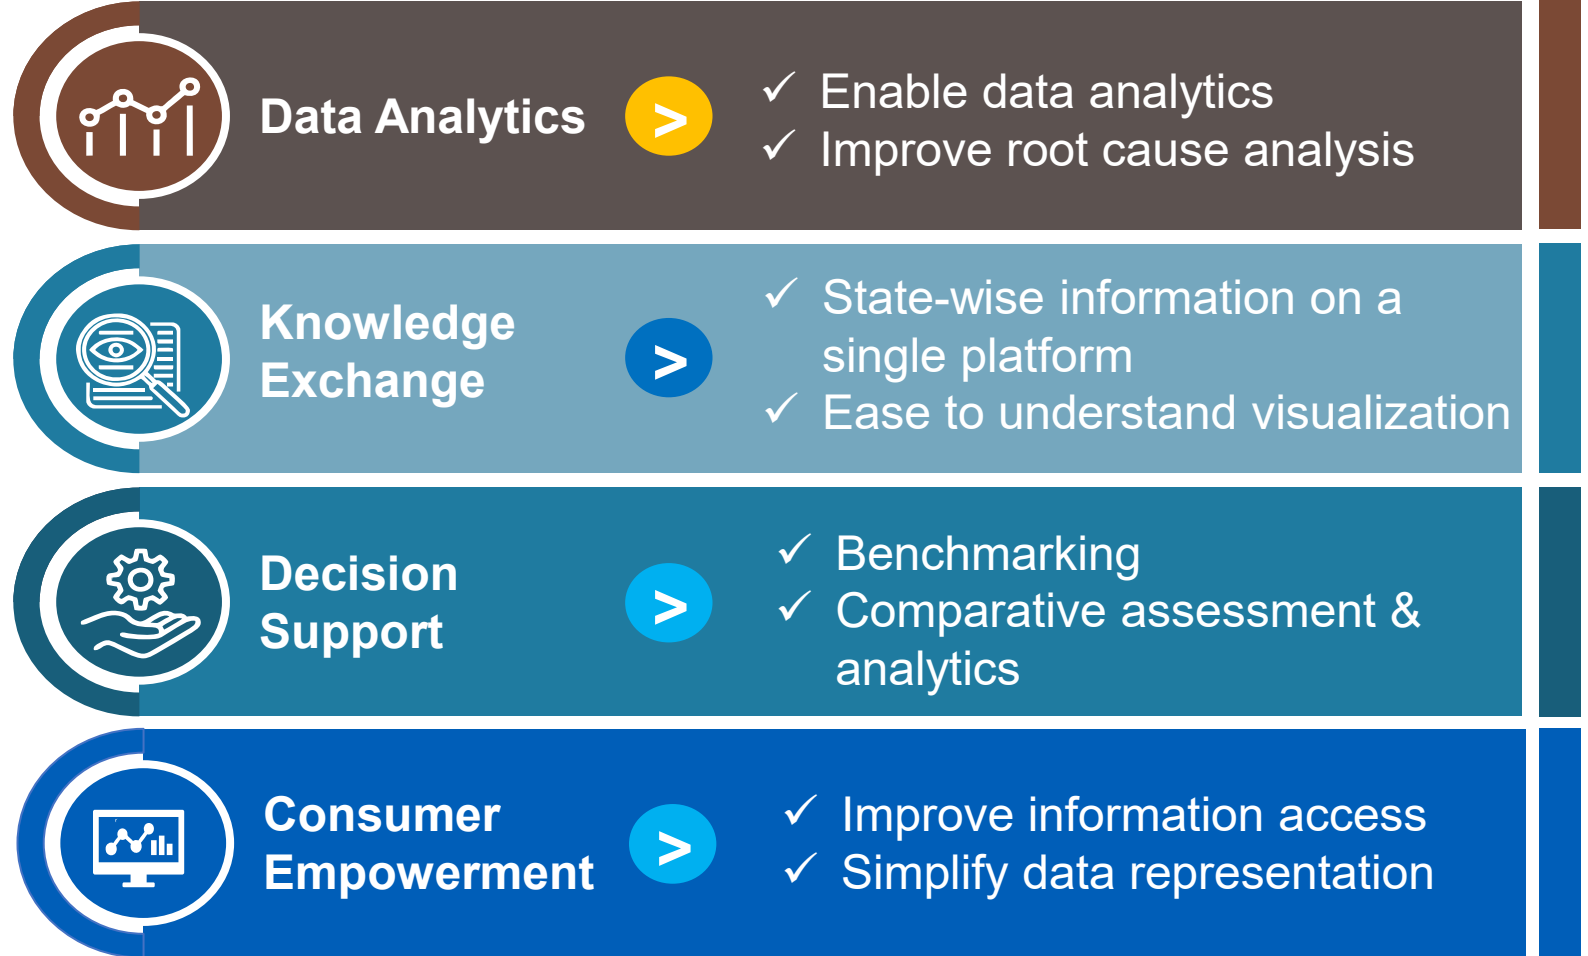 Data Analytics
>
✓ Enable data analytics
✓ Improve root cause analysis
Knowledge
Exchange
>
✓ State-wise information on a
single platform
✓ Ease to understand visualization
Decision
Support
>
✓ Benchmarking
✓ Comparative assessment &
analytics
Consumer
Empowerment
>
✓ Improve information access
✓ Simplify data representation